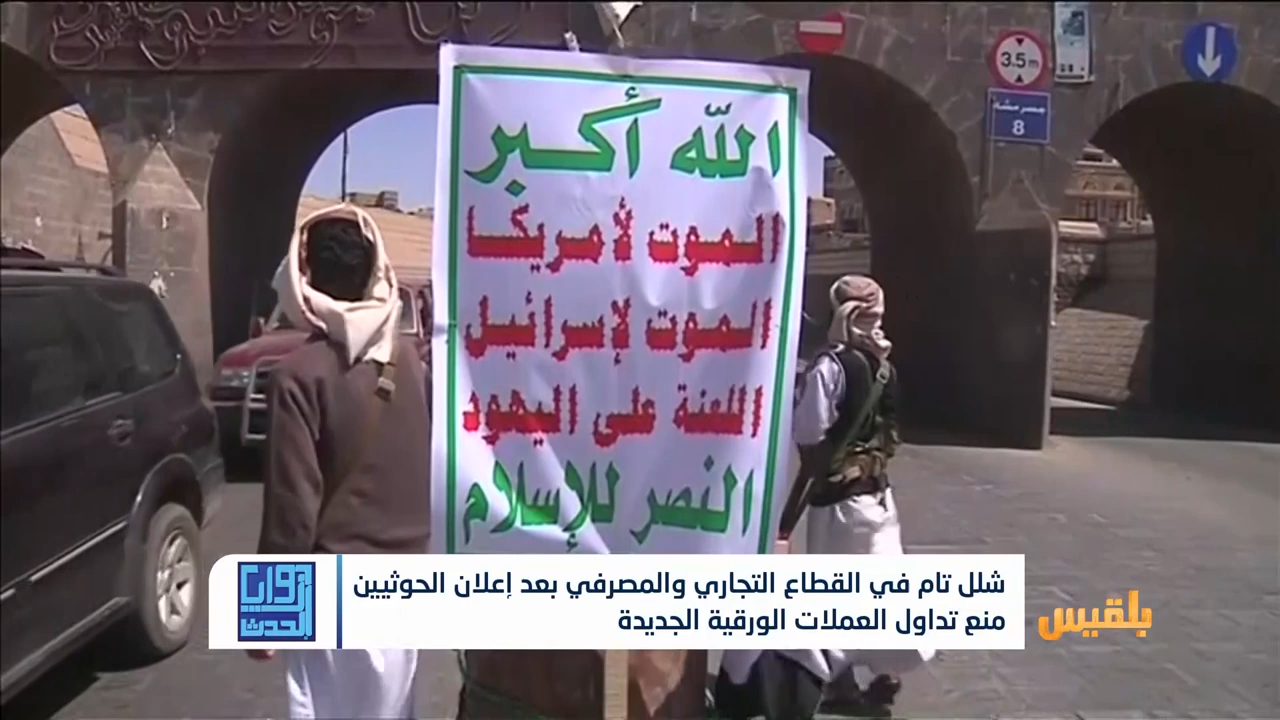 3.5m
8
الله أكبر
الموت لأمريكا
الموت لإسرائيل
اللعنة على اليهود
النصر للإسلام
شلل تام في القطاع التجاري والمصرفي بعد إعلان الحوثيين
منع تداول العملات الورقية الجديدة
بلقيس
أبواب
الحدث